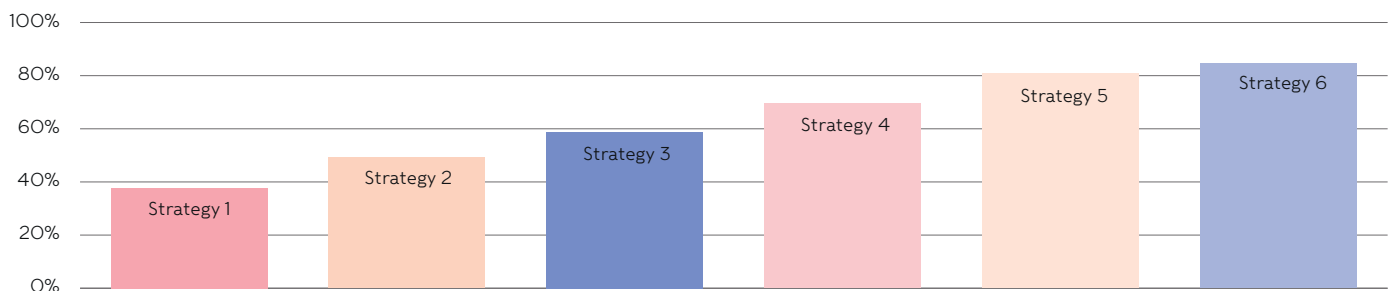 100%
80%
60%
40%
20%
0%
Strategy 1
Strategy 2
Strategy 3
Strategy 4
Strategy 5
Strategy 6